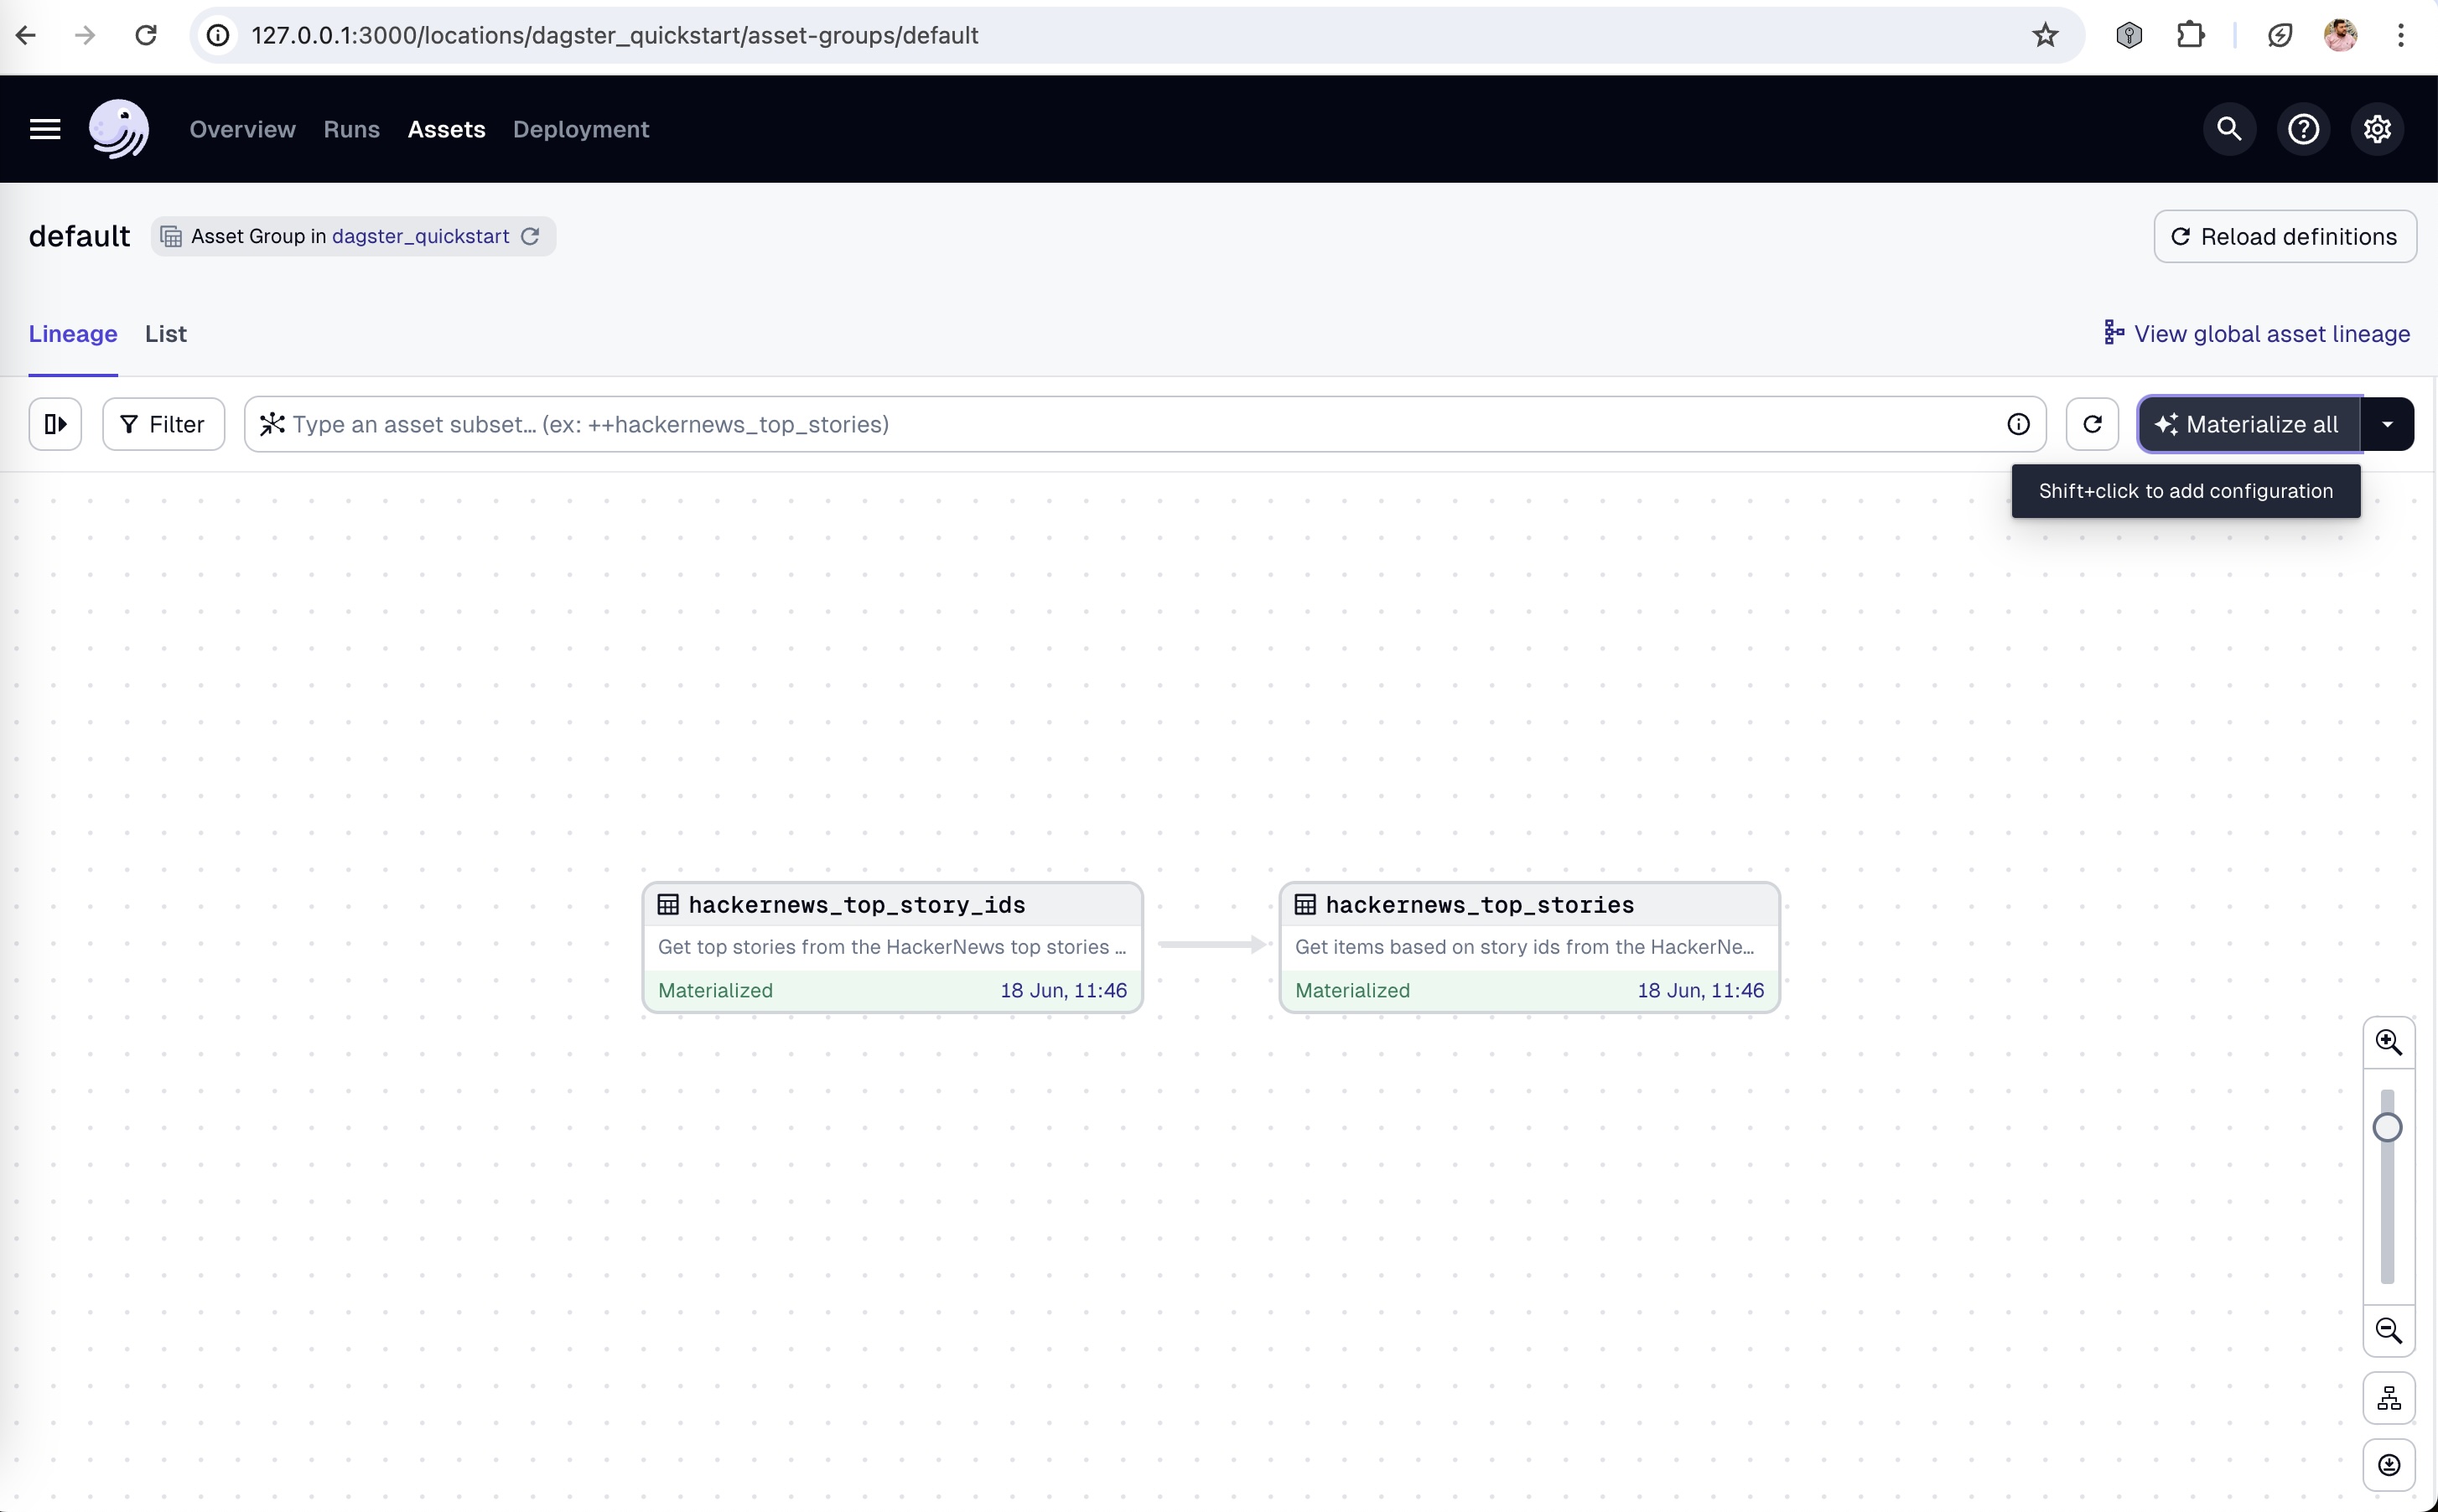 127.0.0.1:3000/locations/dagster_quickstart/asset-groups/default
Overview Runs Assets Deployment
default Asset Group in dagster_quickstart Reload definitions
Lineage List View global asset lineage
Filter Type an asset subset… (ex: ++hackernews_top_stories) Materialize all
Shift+click to add configuration
hackernews_top_story_ids
Get top stories from the HackerNews top stories …
Materialized 18 Jun, 11:46
hackernews_top_stories
Get items based on story ids from the HackerNe…
Materialized 18 Jun, 11:46